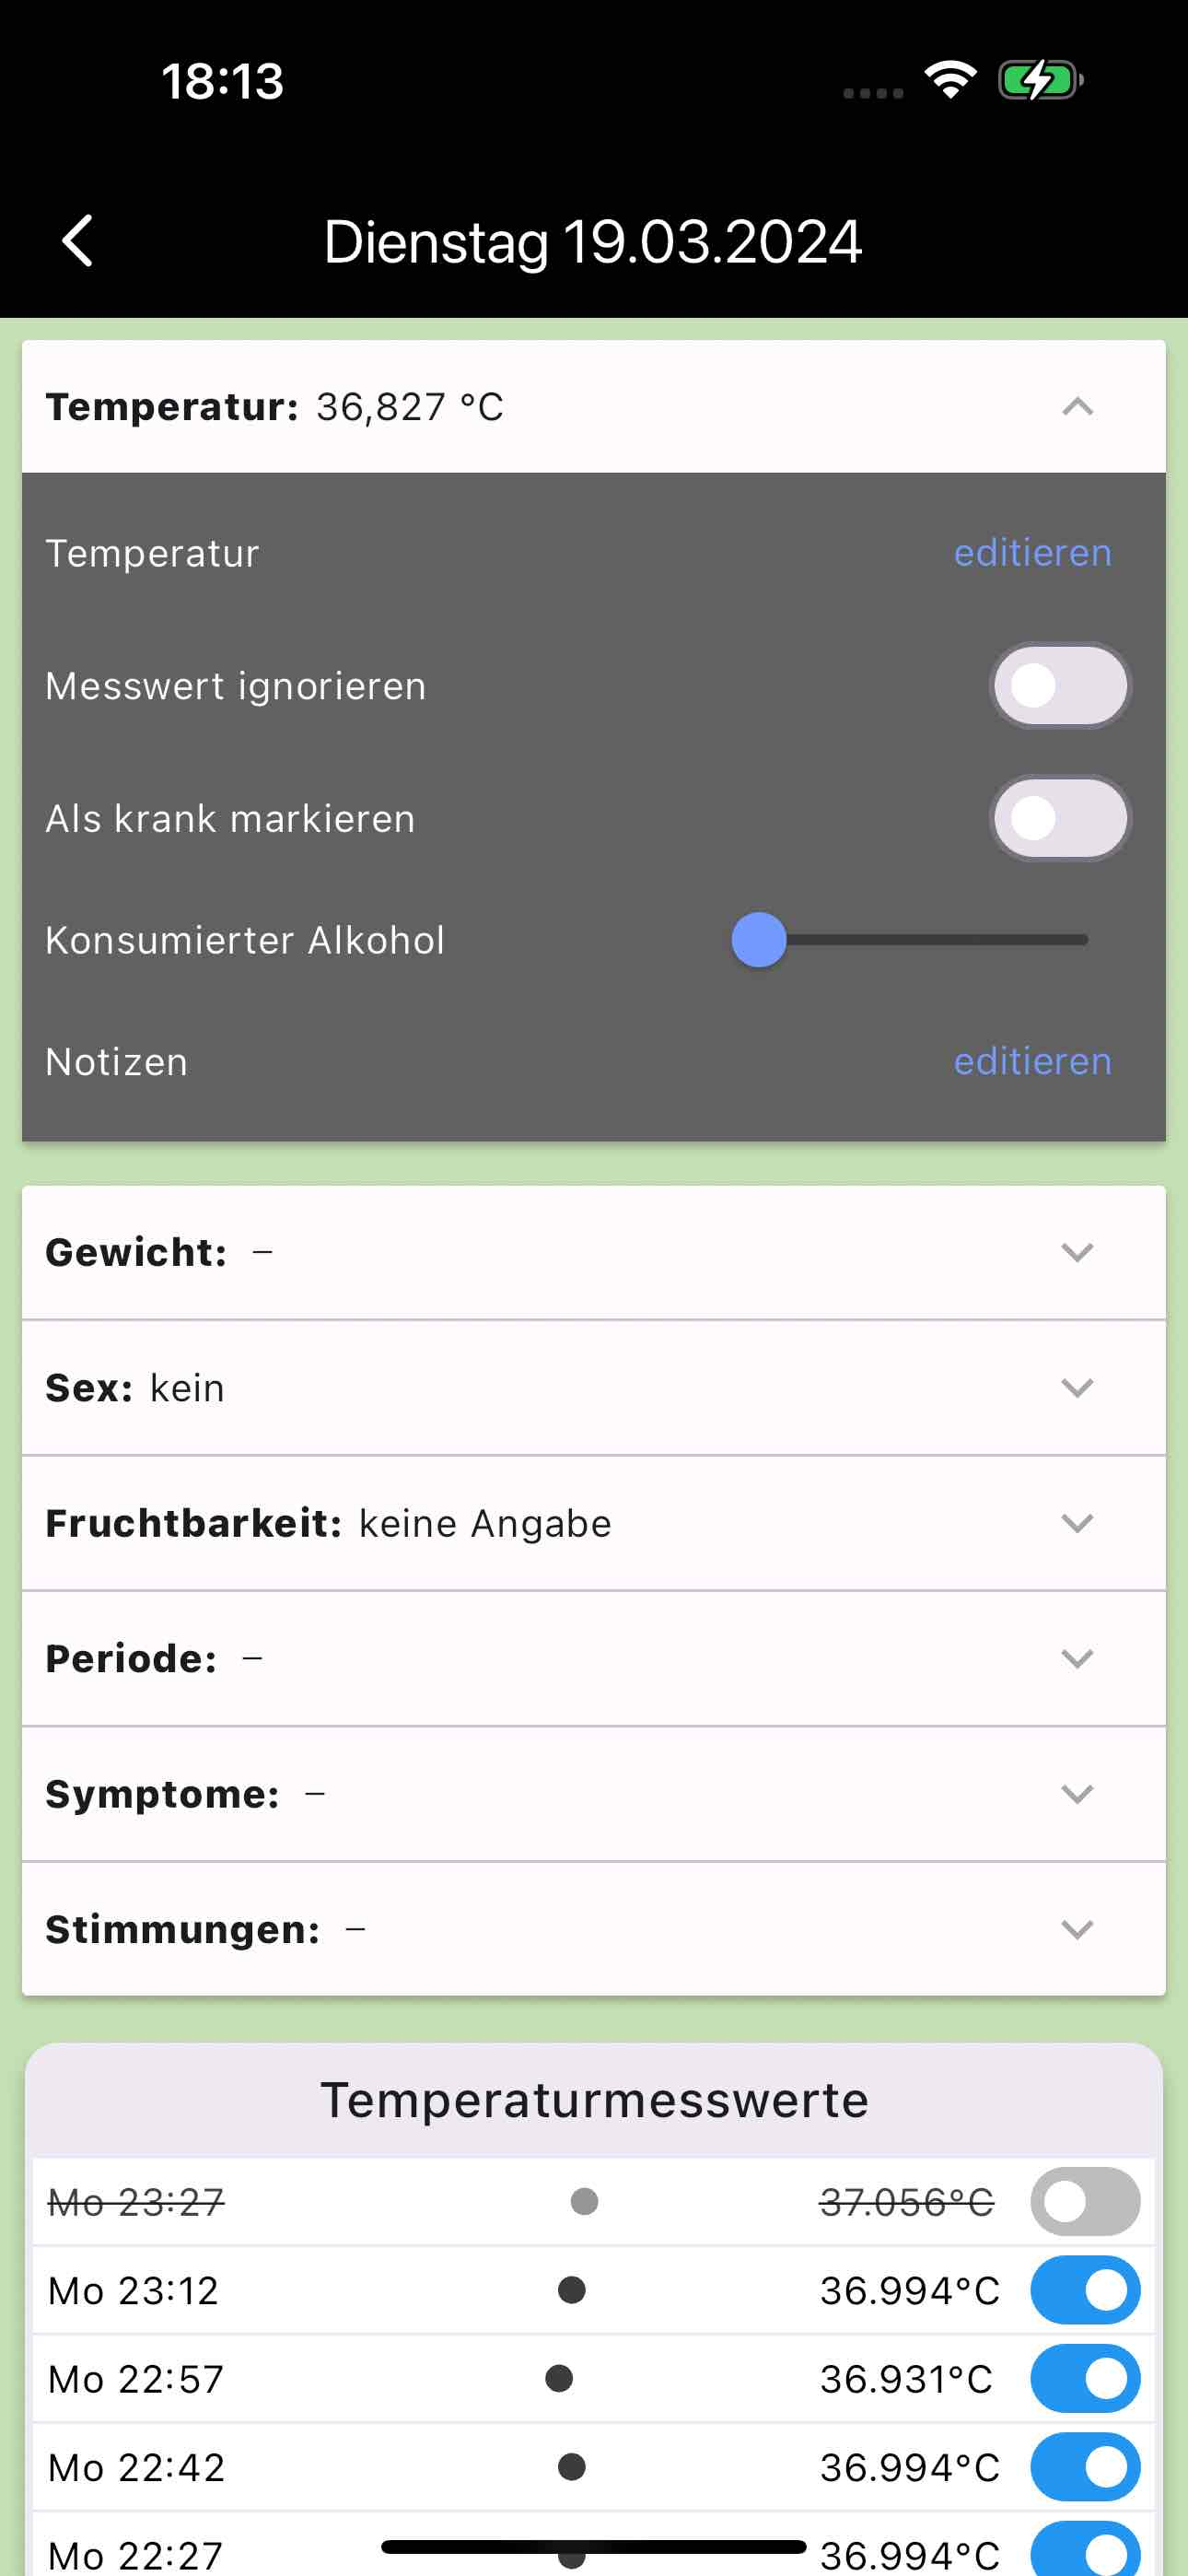 18:13
Dienstag 19.03.2024
Temperatur: 36,827 °C
Temperatur editieren
Messwert ignorieren
Als krank markieren
Konsumierter Alkohol
Notizen editieren
Gewicht: –
Sex: kein
Fruchtbarkeit: keine Angabe
Periode: –
Symptome: –
Stimmungen: –
Temperaturmesswerte
Mo 23:27 37.056°C
Mo 23:12 36.994°C
Mo 22:57 36.931°C
Mo 22:42 36.994°C
Mo 22:27 36.994°C